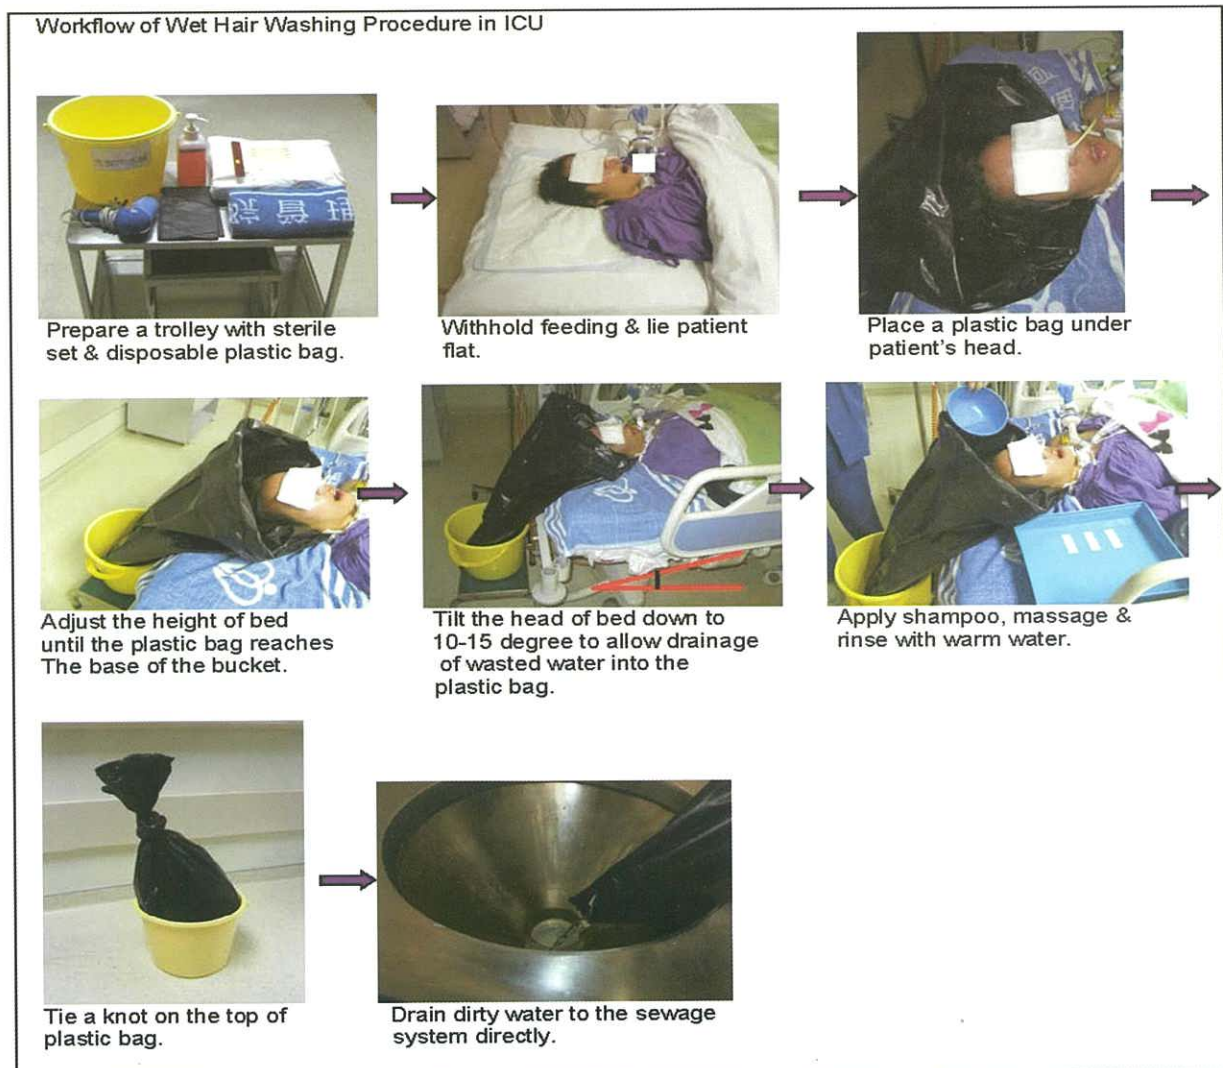 Workflow of Wet Hair Washing Procedure in ICU
Prepare a trolley with sterile
set & disposable plastic bag.
Withhold feeding & lie patient
flat.
Place a plastic bag under
patient's head.
Adjust the height of bed
until the plastic bag reaches
The base of the bucket.
Tilt the head of bed down to
10-15 degree to allow drainage
of wasted water into the
plastic bag.
Apply shampoo, massage &
rinse with warm water.
Tie a knot on the top of
plastic bag.
Drain dirty water to the sewage
system directly.